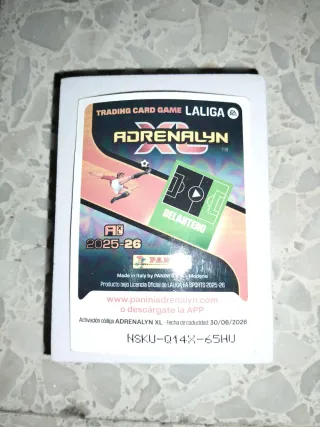 TRADING CARD GAME LALIGA
ADRENALYN
XL
DELANTERO
2025-26
PANINI
Made in Italy by PANINI S.p.A. - Modena
Producto bajo Licencia Oficial de LALIGA EA SPORTS 2025-26
www.paniniadrenalyn.com
o descárgate la APP
Activación código ADRENALYN XL - Fecha de caducidad: 30/06/2026
NSKU-Q14X-65WU